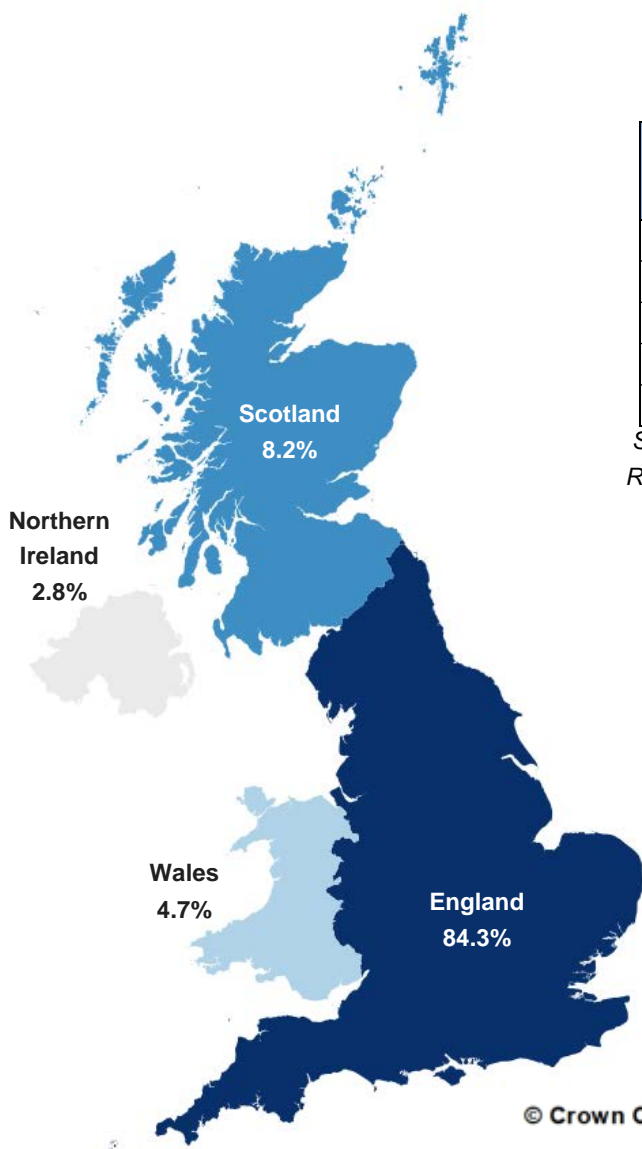 Scotland
8.2%
S
R
Northern
Ireland
2.8%
Wales
4.7%
England
84.3%
© Crown C